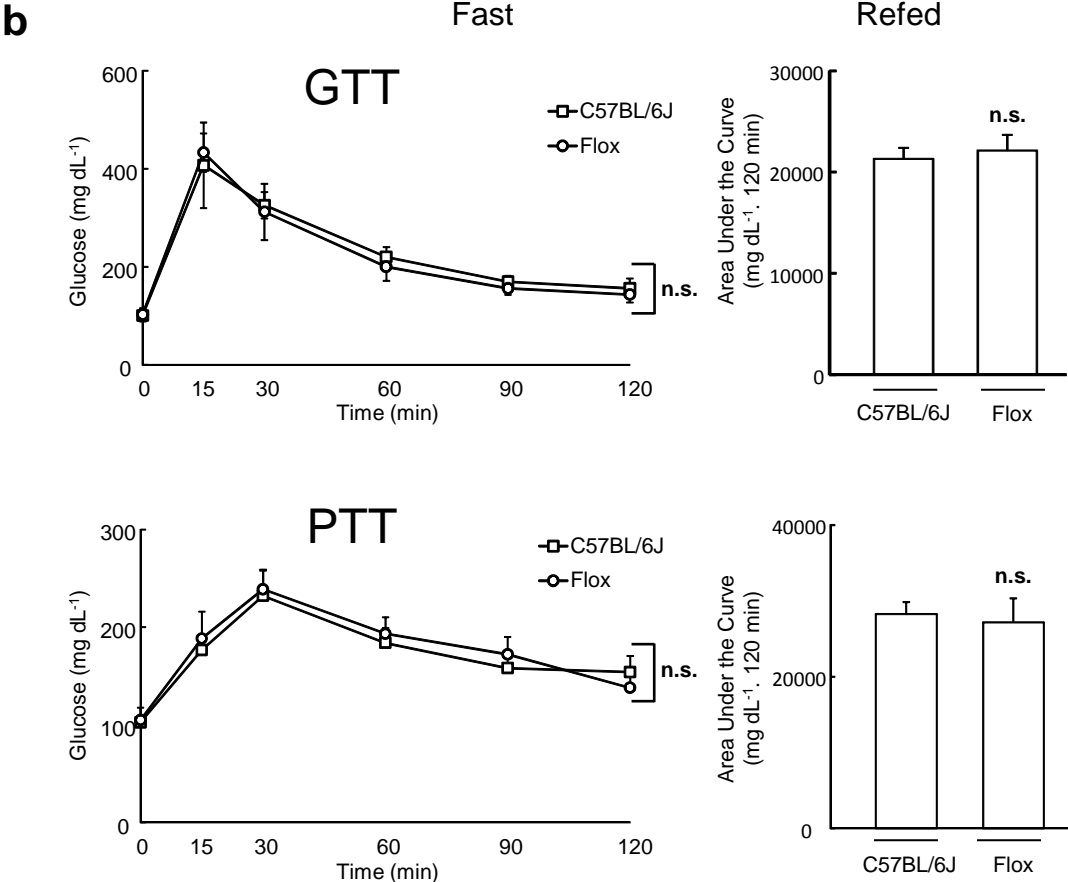 b
Fast
Refed
GTT
600
400
200
0
Glucose (mg dL-1)
C57BL/6J
Flox
n.s.
0 15 30 60 90 120
Time (min)
30000
20000
10000
0
Area Under the Curve
(mg dL-1. 120 min)
n.s.
C57BL/6J Flox
PTT
300
200
100
0
Glucose (mg dL-1)
C57BL/6J
Flox
n.s.
0 15 30 60 90 120
Time (min)
40000
20000
0
Area Under the Curve
(mg dL-1. 120 min)
n.s.
C57BL/6J Flox